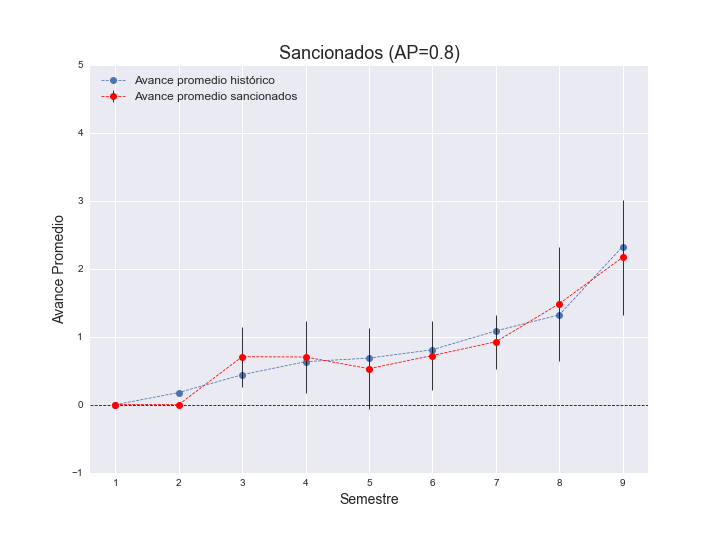 Sancionados (AP=0.8)
Avance promedio histórico
Avance promedio sancionados
Avance Promedio
5
4
3
2
1
0
−1
1 2 3 4 5 6 7 8 9
Semestre